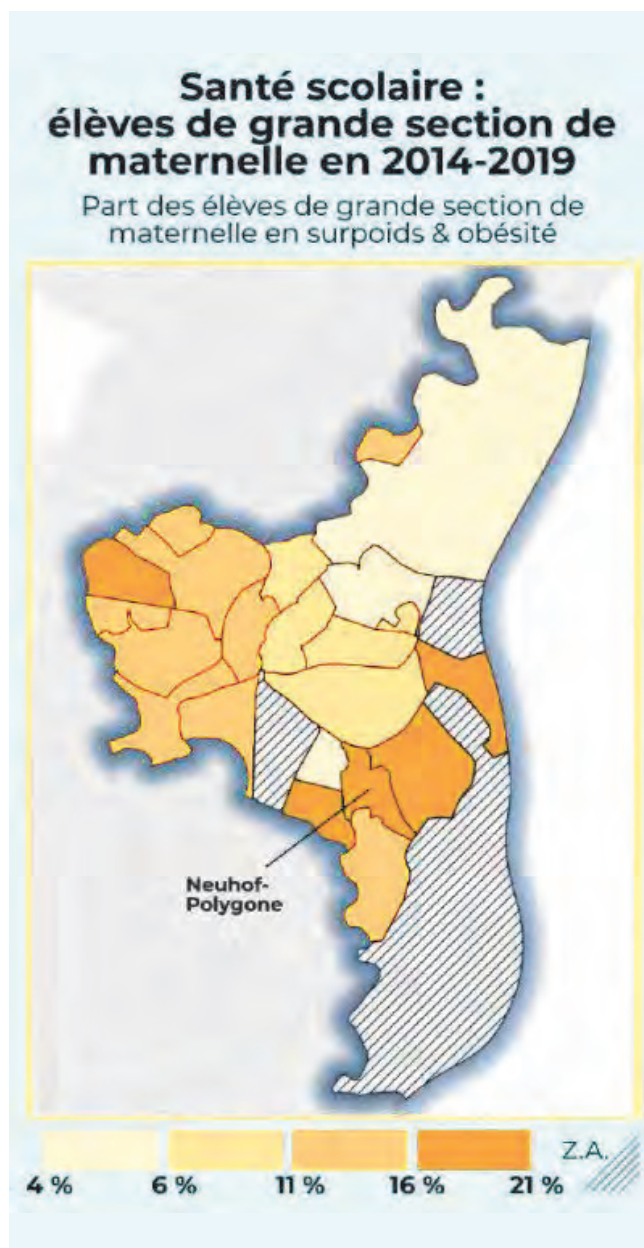 Santé scolaire :
élèves de grande section de
maternelle en 2014-2019
Part des élèves de grande section de
maternelle en surpoids & obésité
Neuhof-
Polygone
Z.A.
4 % 6 % 11 % 16 % 21 %